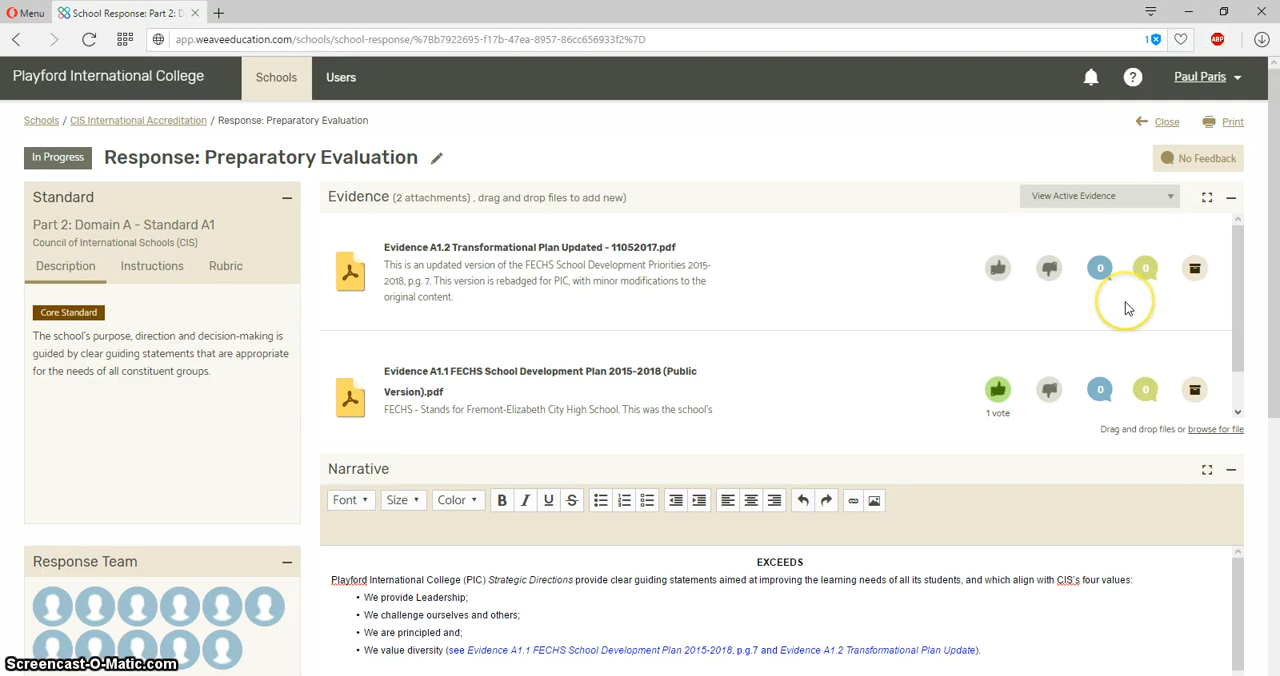 Menu
School Response: Part 2: D
app.weaveeducation.com/schools/school-response/%78b7922695-f17b-47ea-8957-86cc656933f2%7D
1
ABP
Playford International College
Schools
Users
?
Paul Paris
Schools / CIS International Accreditation / Response: Preparatory Evaluation
Close
Print
In Progress
Response: Preparatory Evaluation
No Feedback
Standard
Part 2: Domain A - Standard A1
Council of International Schools (CIS)
Description
Instructions
Rubric
Core Standard
The school's purpose, direction and decision-making is
guided by clear guiding statements that are appropriate
for the needs of all constituent groups.
Response Team
Evidence (2 attachments) , drag and drop files to add new)
View Active Evidence
Evidence A1.2 Transformational Plan Updated - 11052017.pdf
This is an updated version of the FECHS School Development Priorities 2015-
2018, p.g. 7. This version is rebadged for PIC, with minor modifications to the
original content.
0
0
Evidence A1.1 FECHS School Development Plan 2015-2018 (Public
Version).pdf
FECHS - Stands for Fremont-Elizabeth City High School. This was the school's
1 vote
0
0
Drag and drop files or browse for file
Narrative
Font
Size
Color
B
I
U
S
EXCEEDS
Playford International College (PIC) Strategic Directions provide clear guiding statements aimed at improving the learning needs of all its students, and which align with CIS's four values:
• We provide Leadership;
• We challenge ourselves and others;
• We are principled and;
• We value diversity (see Evidence A1.1 FECHS School Development Plan 2015-2018, p.g.7 and Evidence A1.2 Transformational Plan Update).
Screencast-O-Matic.com